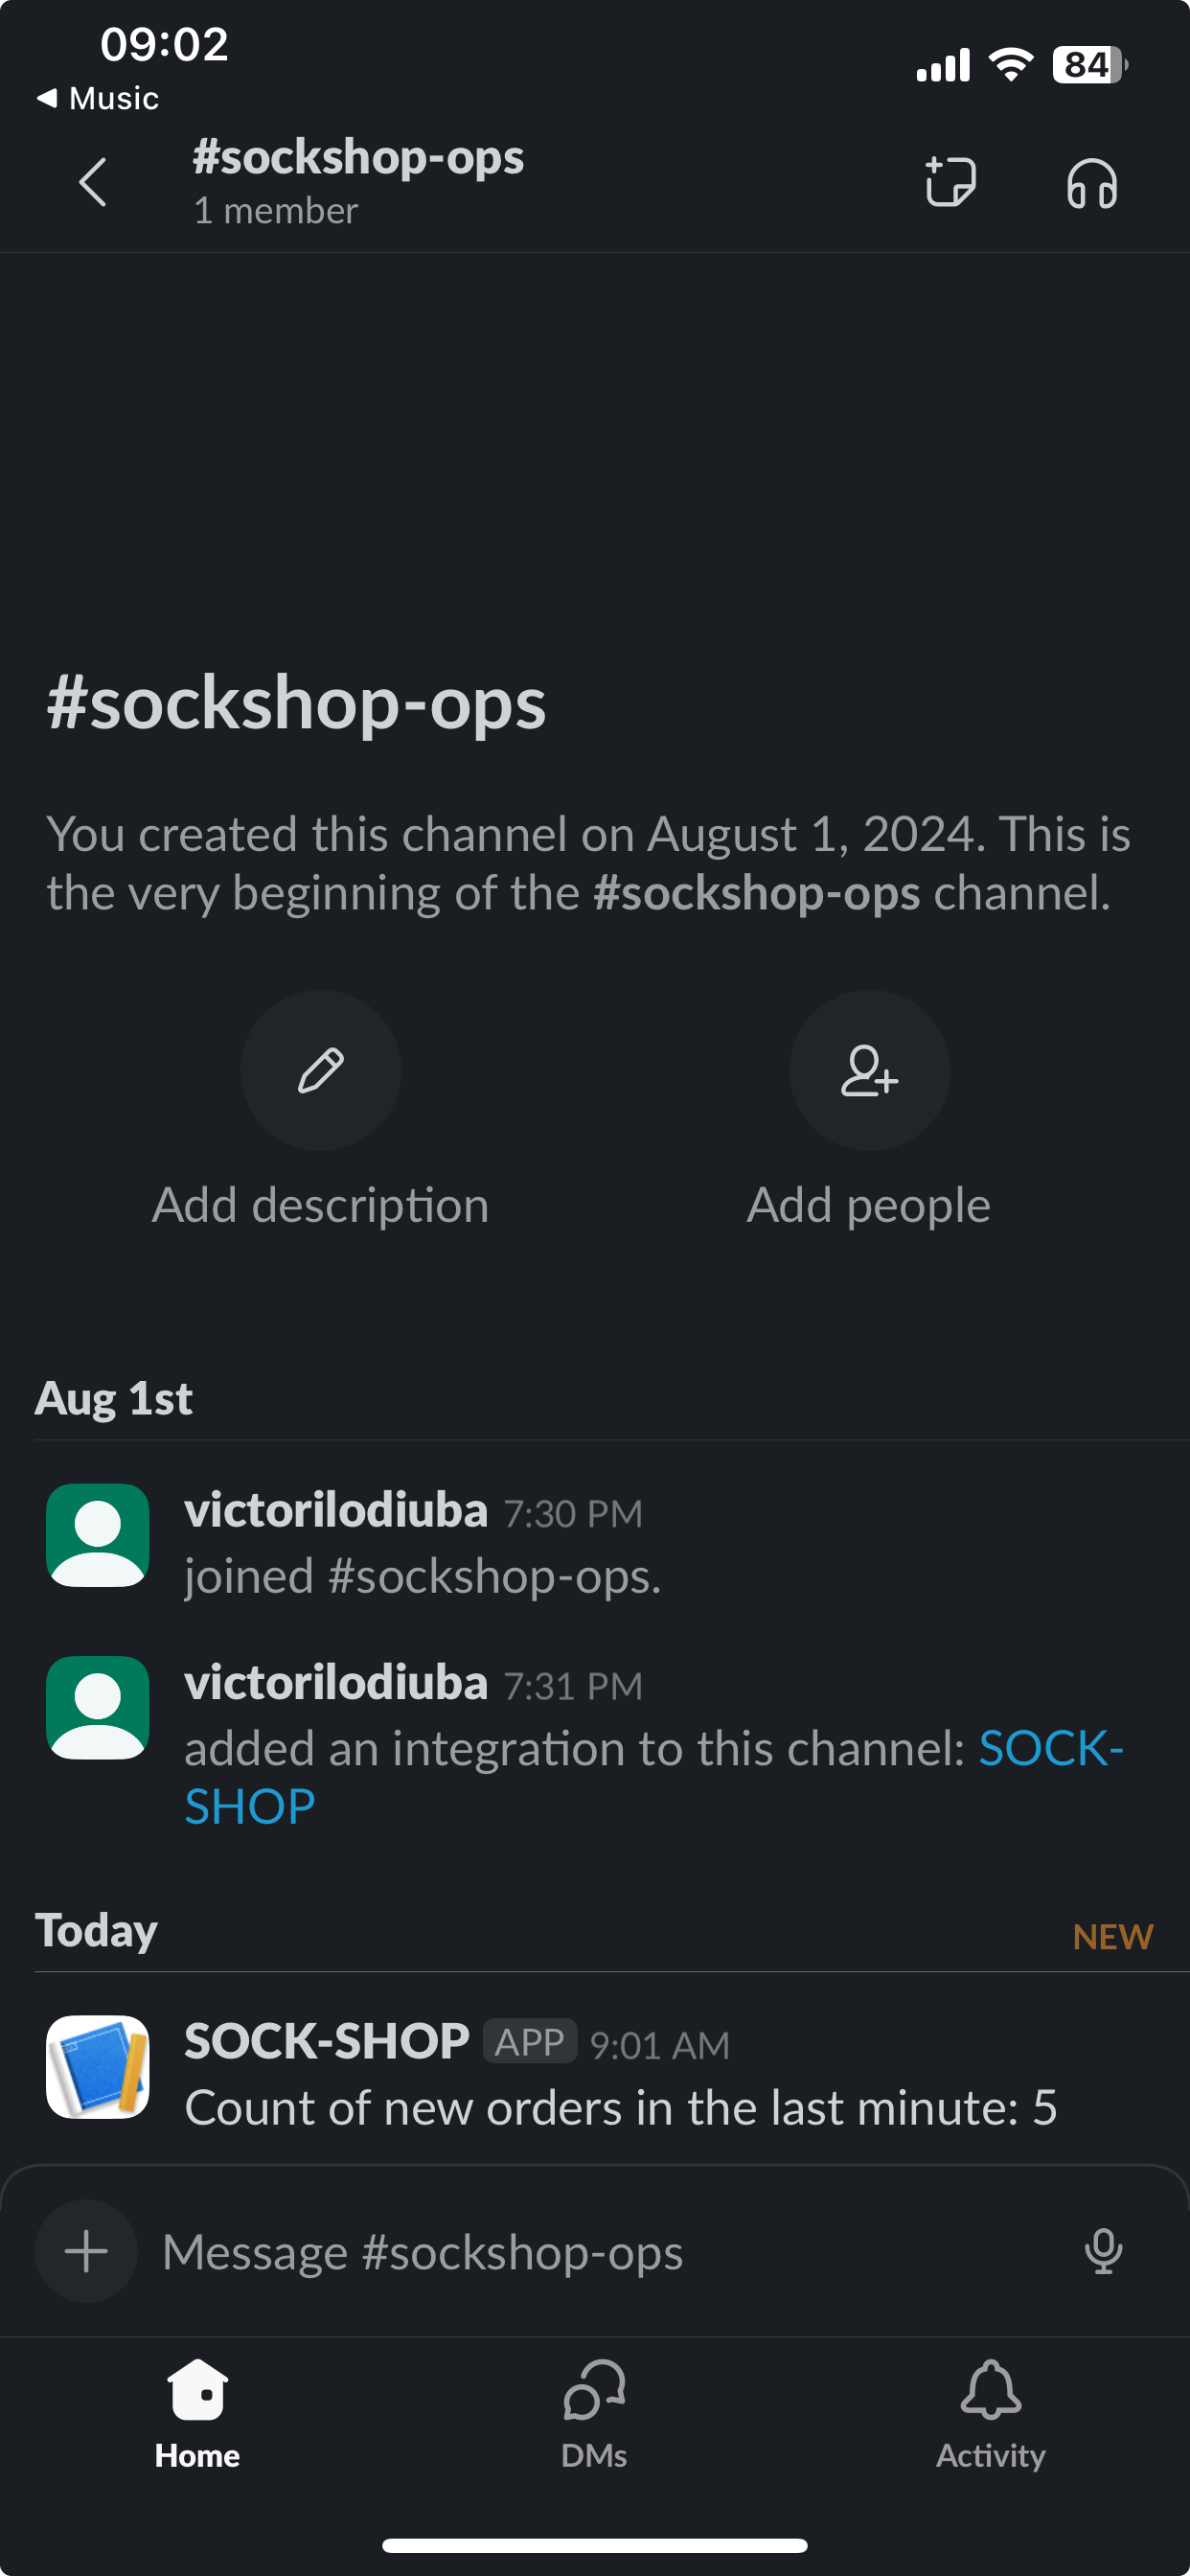 09:02
84
Music
#sockshop-ops
1 member
#sockshop-ops
You created this channel on August 1, 2024. This is
the very beginning of the #sockshop-ops channel.
Add description
Add people
Aug 1st
victorilodiuba 7:30 PM
joined #sockshop-ops.
victorilodiuba 7:31 PM
added an integration to this channel: SOCK-
SHOP
Today
NEW
SOCK-SHOP APP 9:01 AM
Count of new orders in the last minute: 5
Message #sockshop-ops
Home
DMs
Activity